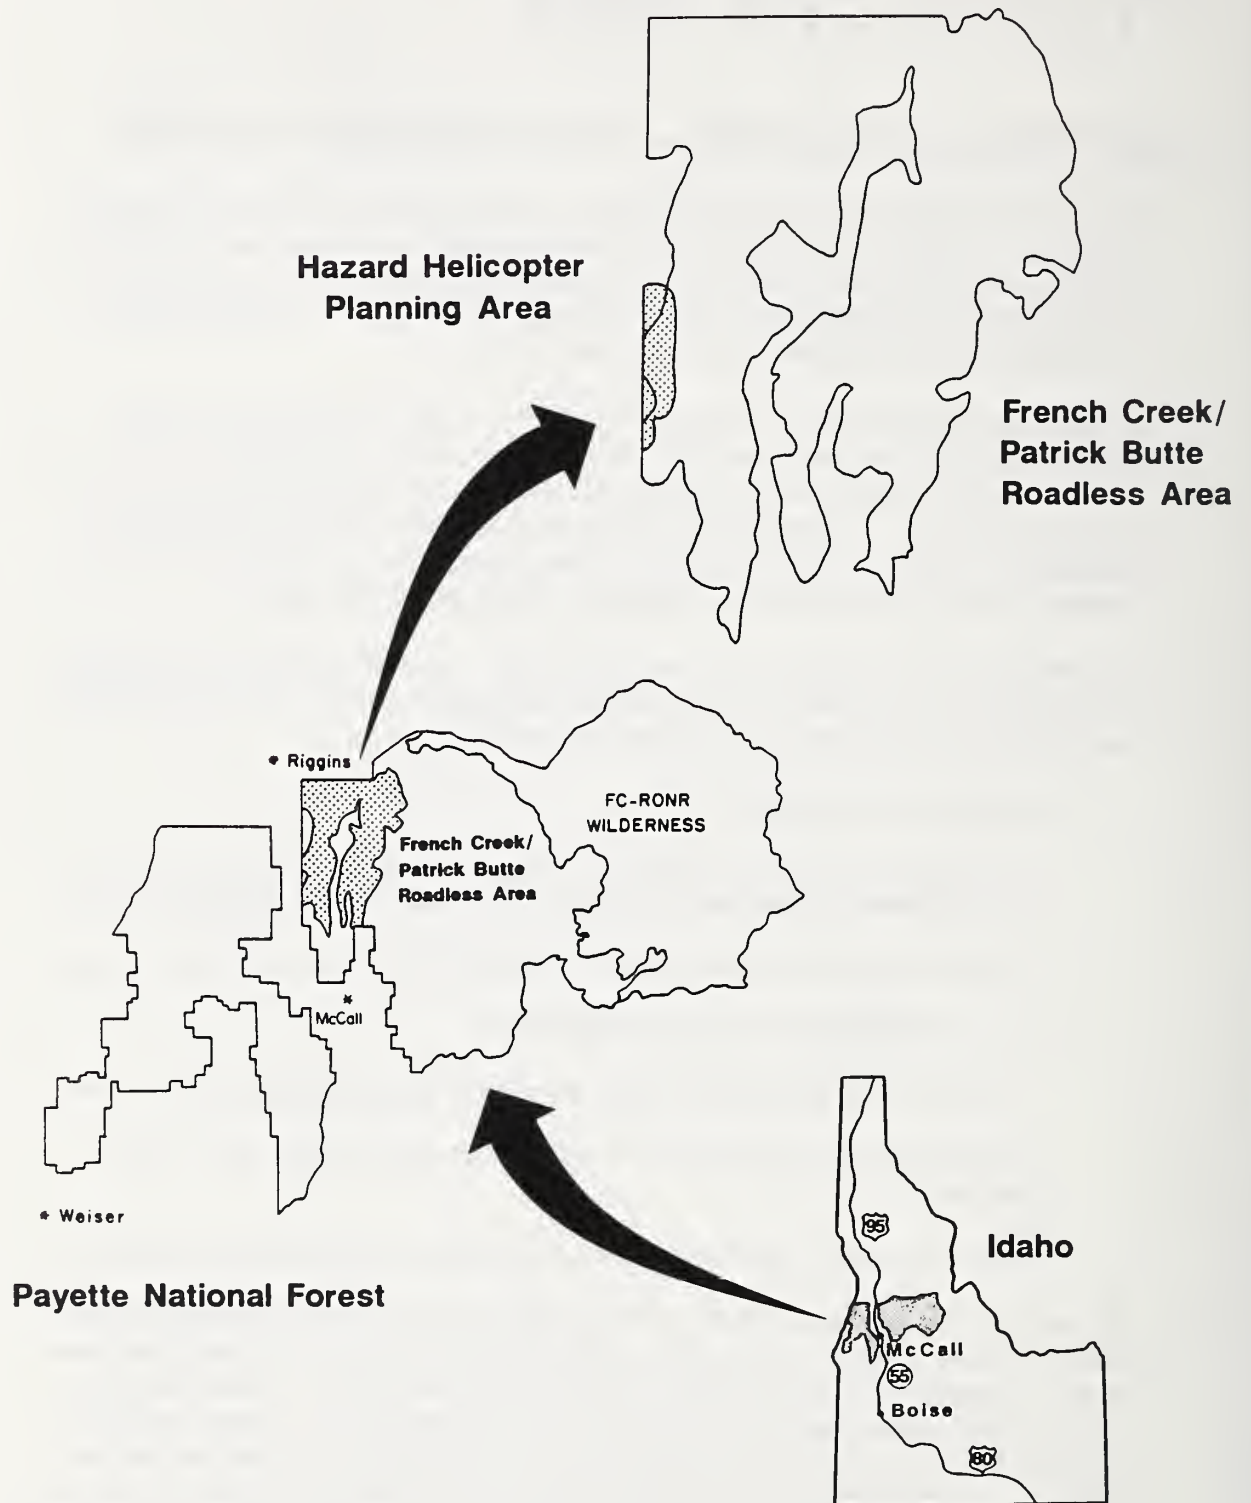 Hazard Helicopter
Planning Area
French Creek/
Patrick Butte
Roadless Area
* Riggins
FC-RONR
WILDERNESS
French Creek/
Patrick Butte
Roadless Area
*
McCall
* Weiser
Payette National Forest
95
Idaho
McCall
55
Boise
80